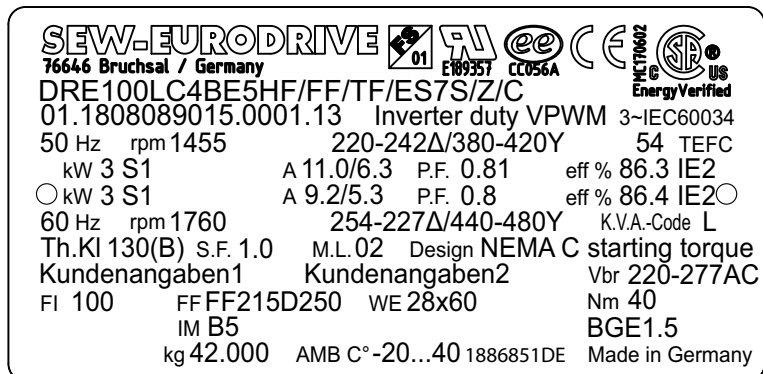 SEW-EURODRIVE FS 01 UR ee CE MC170602 C SA® C US
76646 Bruchsal / Germany E189357 CC056A EnergyVerified
DRE100LC4BE5HF/FF/TF/ES7S/Z/C
01.1808089015.0001.13 Inverter duty VPWM 3~IEC60034
50 Hz rpm 1455 220-242Δ/380-420Y 54 TEFC
kW 3 S1 A 11.0/6.3 P.F. 0.81 eff % 86.3 IE2
kW 3 S1 A 9.2/5.3 P.F. 0.8 eff % 86.4 IE2
60 Hz rpm 1760 254-227Δ/440-480Y K.V.A.-Code L
Th.Kl 130(B) S.F. 1.0 M.L. 02 Design NEMA C starting torque
Kundenangaben1 Kundenangaben2 Vbr 220-277AC
FI 100 FF FF215D250 WE 28x60 Nm 40
IM B5 BGE1.5
kg 42.000 AMB C° -20...40 1886851DE Made in Germany